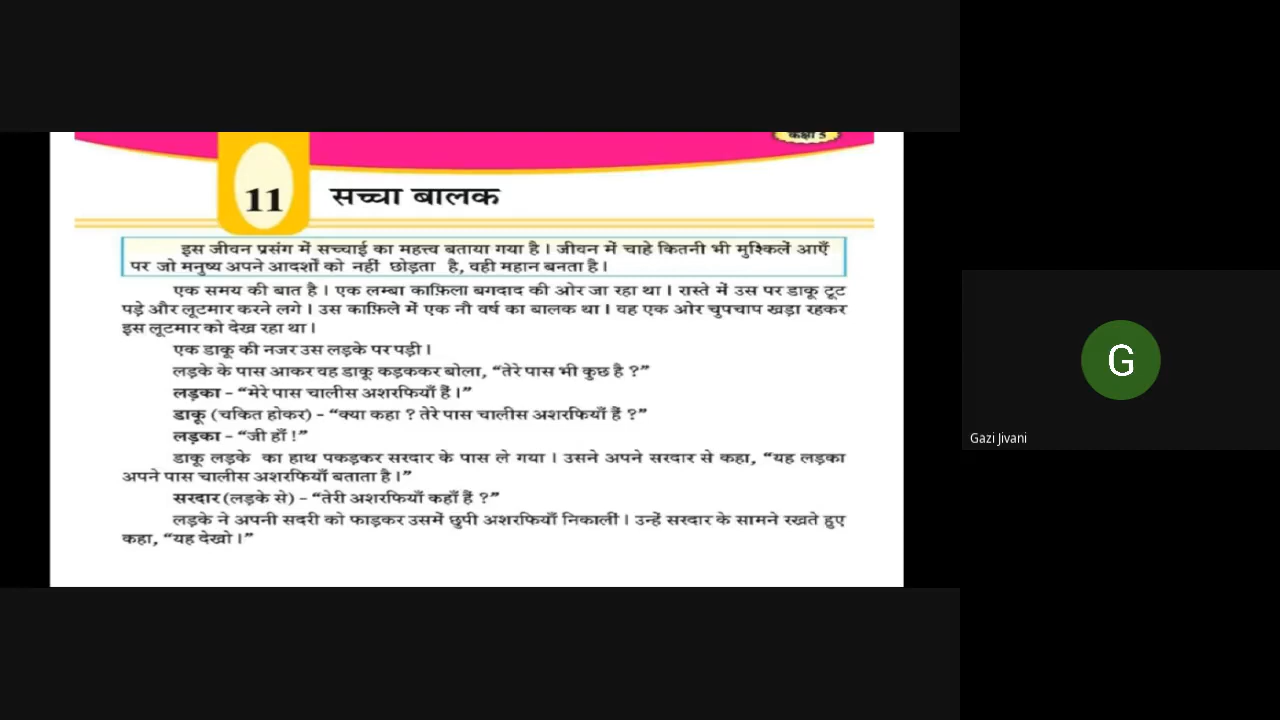 कक्षा 5
11
सच्चा बालक
इस जीवन प्रसंग में सच्चाई का महत्त्व बताया गया है । जीवन में चाहे कितनी भी मुश्किलें आएँ
पर जो मनुष्य अपने आदर्शों को नहीं छोड़ता है, वही महान बनता है ।
एक समय की बात है । एक लम्बा काफ़िला बगदाद की ओर जा रहा था । रास्ते में उस पर डाकू टूट
पड़े और लूटमार करने लगे । उस काफ़िले में एक नौ वर्ष का बालक था । वह एक ओर चुपचाप खड़ा रहकर
इस लूटमार को देख रहा था ।
एक डाकू की नजर उस लड़के पर पड़ी ।
लड़के के पास आकर वह डाकू कड़ककर बोला, “तेरे पास भी कुछ है ?”
लड़का - “मेरे पास चालीस अशरफियाँ हैं ।”
डाकू (चकित होकर) - “क्या कहा ? तेरे पास चालीस अशरफियाँ हैं ?”
लड़का - “जी हाँ !”
डाकू लड़के का हाथ पकड़कर सरदार के पास ले गया । उसने अपने सरदार से कहा, “यह लड़का
अपने पास चालीस अशरफियाँ बताता है ।”
सरदार (लड़के से) - “तेरी अशरफियाँ कहाँ हैं ?”
लड़के ने अपनी सदरी को फाड़कर उसमें छुपी अशरफियाँ निकालीं । उन्हें सरदार के सामने रखते हुए
कहा, “यह देखो ।”
G
Gazi Jivani